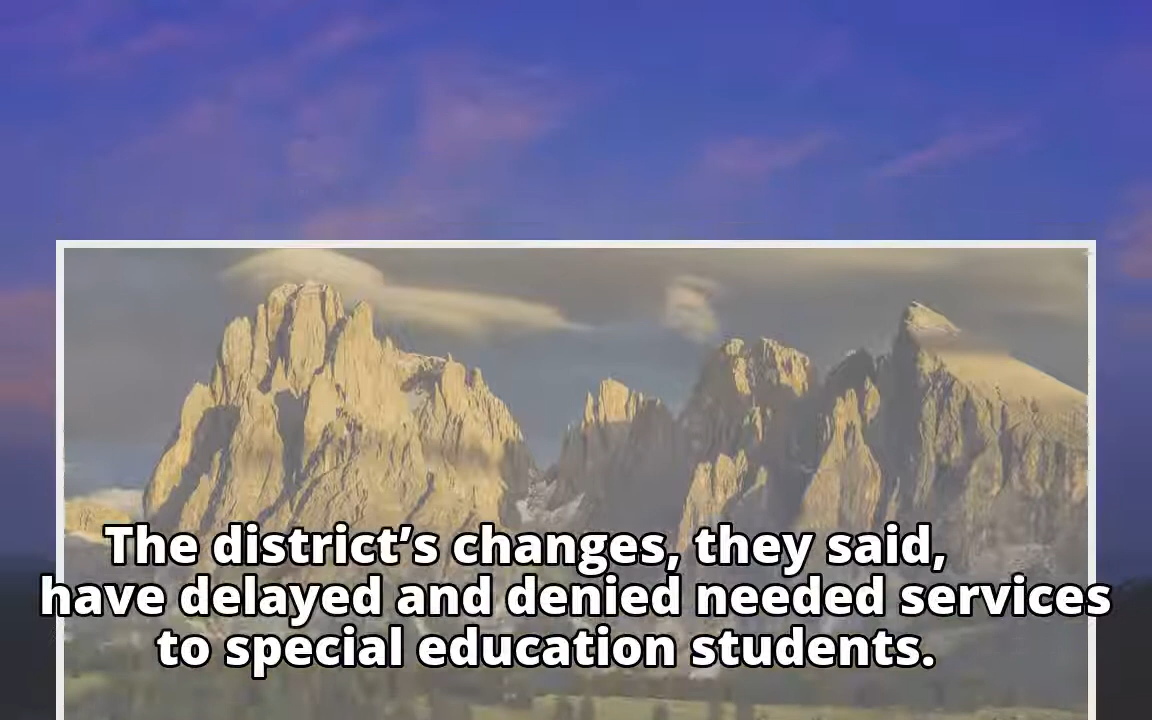 The district’s changes, they said,
have delayed and denied needed services
to special education students.